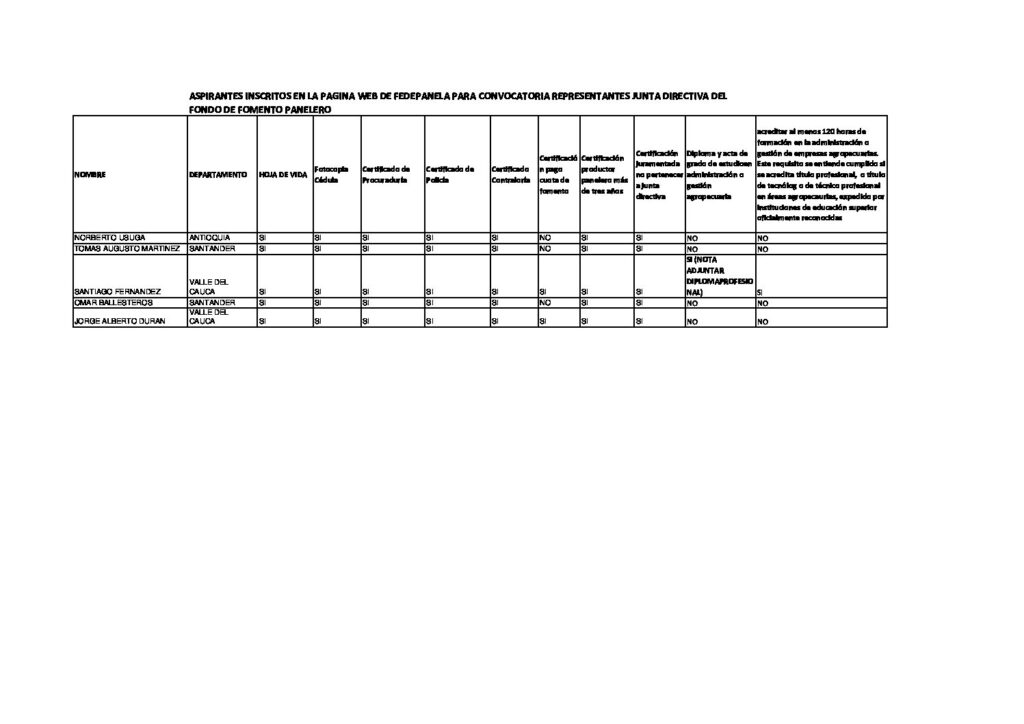 ASPIRANTES INSCRITOS EN LA PAGINA WEB DE FEDEPANELA PARA CONVOCATORIA REPRESENTANTES JUNTA DIRECTIVA DEL
FONDO DE FOMENTO PANELERO
NOMBRE
DEPARTAMENTO
HOJA DE VIDA
Fotocopia
Cédula
Certificado de
Procuraduría
Certificado de
Policía
Certificado
Contraloría
Certificació
n pago
cuota de
fomento
Certificación
productor
panelero más
de tres años
Certificación
juramentada
no pertenecer
a junta
directiva
Diploma y acta de
grado de estudios en
administración o
gestión
agropecuaria
acreditar al menos 120 horas de
formación en la administración o
gestión de empresas agropecuarias.
Este requisito se entiende cumplido si
se acredita título profesional, o título
de tecnólog o de técnico profesional
en áreas agropecaurias, expedido por
instituciones de educación superior
oficialmente reconocidas
NORBERTO USUGA ANTIOQUIA SI SI SI SI SI NO SI SI NO NO
TOMAS AUGUSTO MARTINEZ SANTANDER SI SI SI SI SI NO SI SI NO NO
SANTIAGO FERNANDEZ
VALLE DEL
CAUCA
SI SI SI SI SI SI SI SI
SI (NOTA
ADJUNTAR
DIPLOMAPROFESIO
NAL)
SI
OMAR BALLESTEROS SANTANDER SI SI SI SI SI NO SI SI NO NO
JORGE ALBERTO DURAN
VALLE DEL
CAUCA
SI SI SI SI SI SI SI SI NO NO